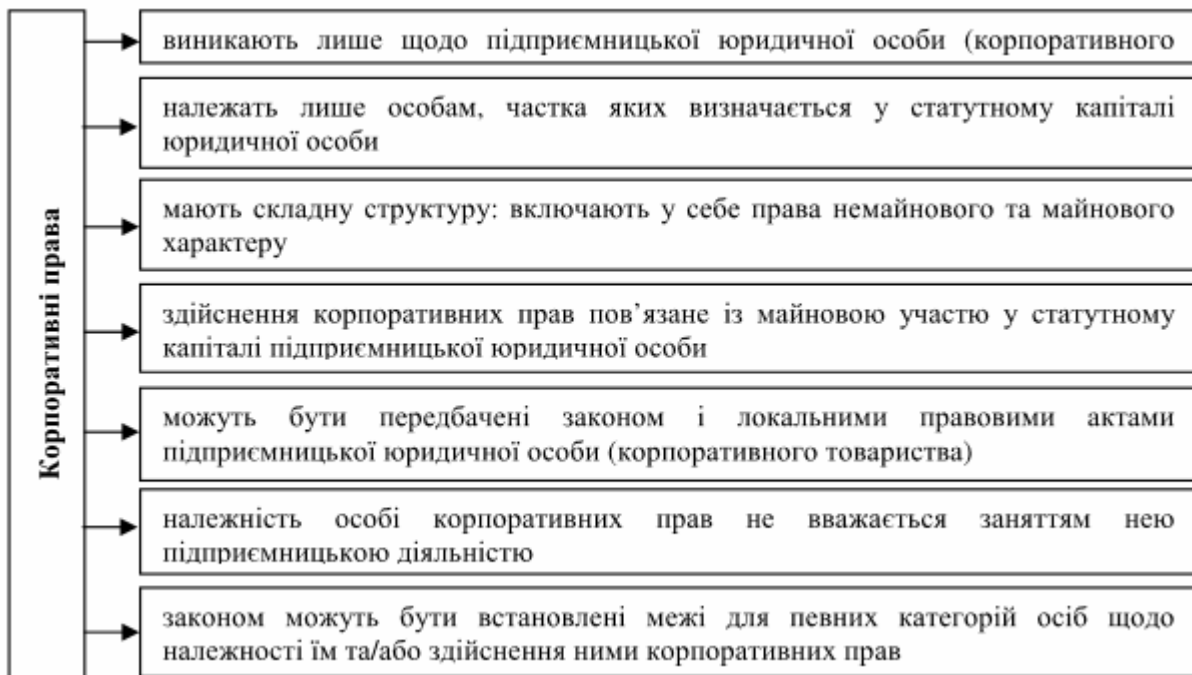 Корпоративні права
виникають лише щодо підприємницької юридичної особи (корпоративного
належать лише особам, частка яких визначається у статутному капіталі
юридичної особи
мають складну структуру: включають у себе права немайнового та майнового
характеру
здійснення корпоративних прав пов’язане із майновою участю у статутному
капіталі підприємницької юридичної особи
можуть бути передбачені законом і локальними правовими актами
підприємницької юридичної особи (корпоративного товариства)
належність особі корпоративних прав не вважається заняттям нею
підприємницькою діяльністю
законом можуть бути встановлені межі для певних категорій осіб щодо
належності їм та/або здійснення ними корпоративних прав